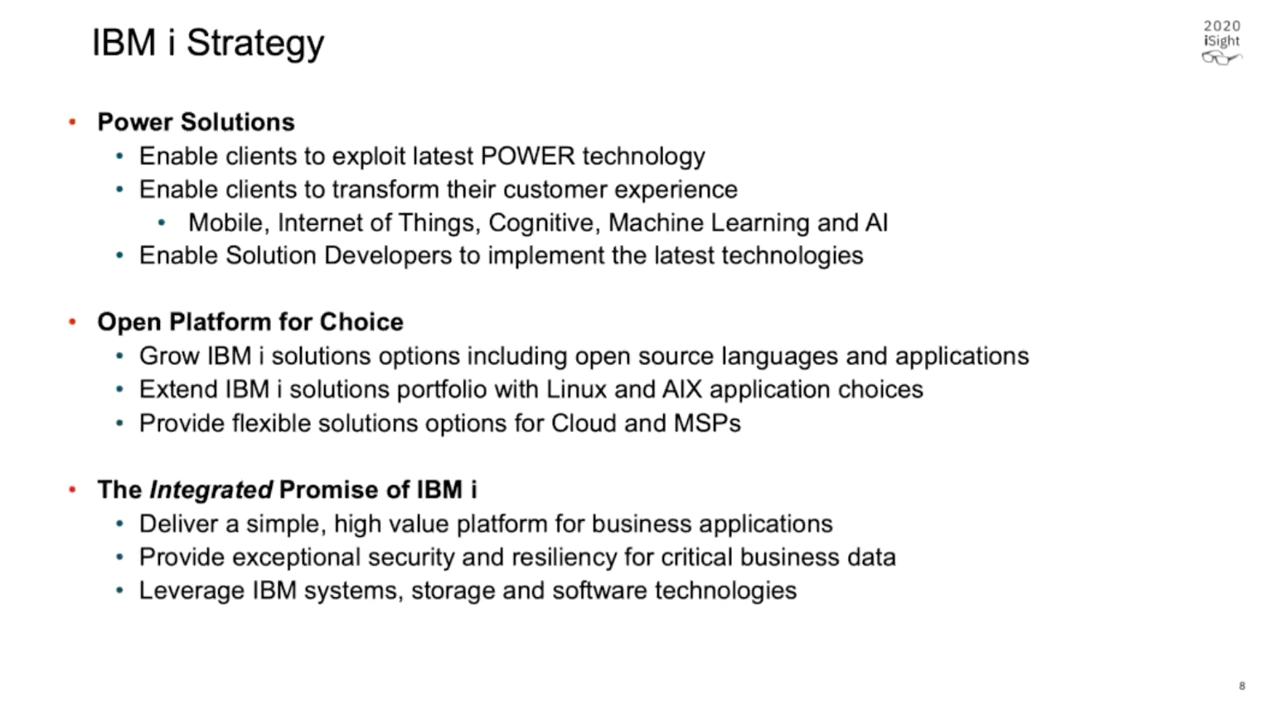 IBM i Strategy
2020
iSight
• Power Solutions
• Enable clients to exploit latest POWER technology
• Enable clients to transform their customer experience
• Mobile, Internet of Things, Cognitive, Machine Learning and AI
• Enable Solution Developers to implement the latest technologies
• Open Platform for Choice
• Grow IBM i solutions options including open source languages and applications
• Extend IBM i solutions portfolio with Linux and AIX application choices
• Provide flexible solutions options for Cloud and MSPs
• The Integrated Promise of IBM i
• Deliver a simple, high value platform for business applications
• Provide exceptional security and resiliency for critical business data
• Leverage IBM systems, storage and software technologies
8